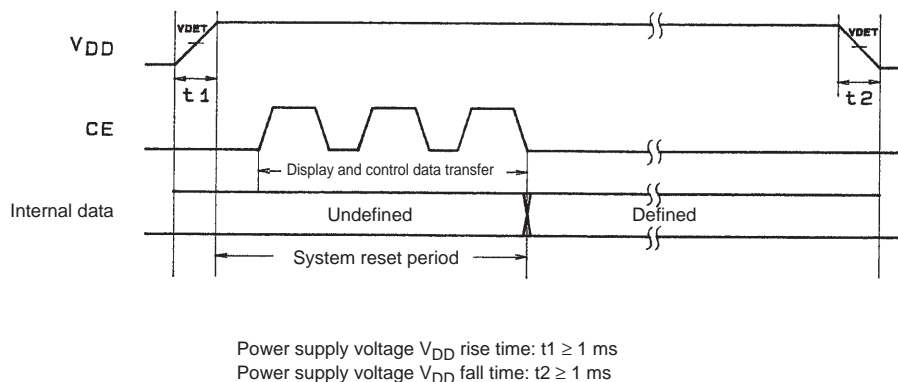 VDET VDET
VDD
t1 t2
CE
Display and control data transfer
Internal data Undefined Defined
System reset period
Power supply voltage VDD rise time: t1 ≥ 1 ms
Power supply voltage VDD fall time: t2 ≥ 1 ms